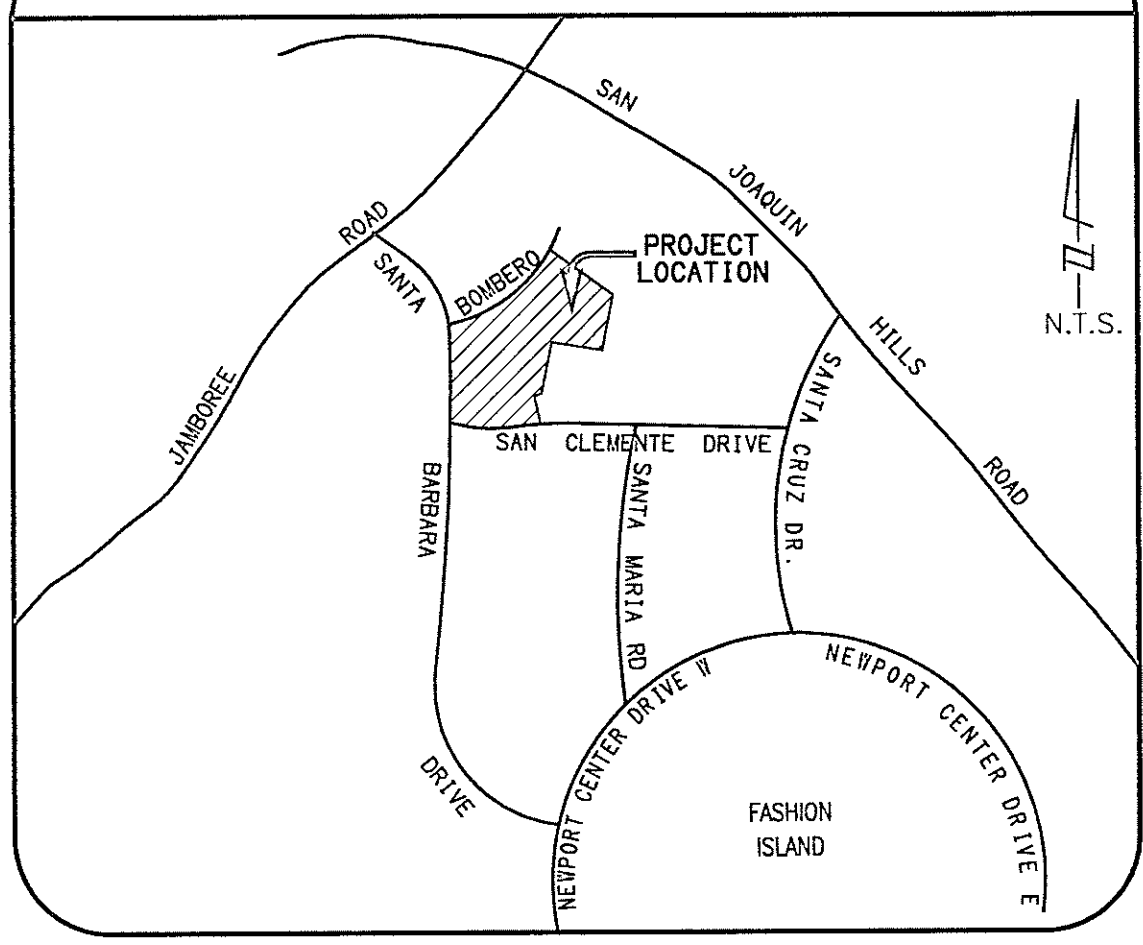 SAN
JOAQUIN
HILLS
ROAD
ROAD
JAMBOREE
SANTA
BARBARA
DRIVE
BOMBERO
PROJECT
LOCATION
N.T.S.
SANTA CRUZ DR.
SAN CLEMENTE DRIVE
SANTA MARIA RD
NEWPORT CENTER DRIVE W
NEWPORT CENTER DRIVE E
FASHION
ISLAND